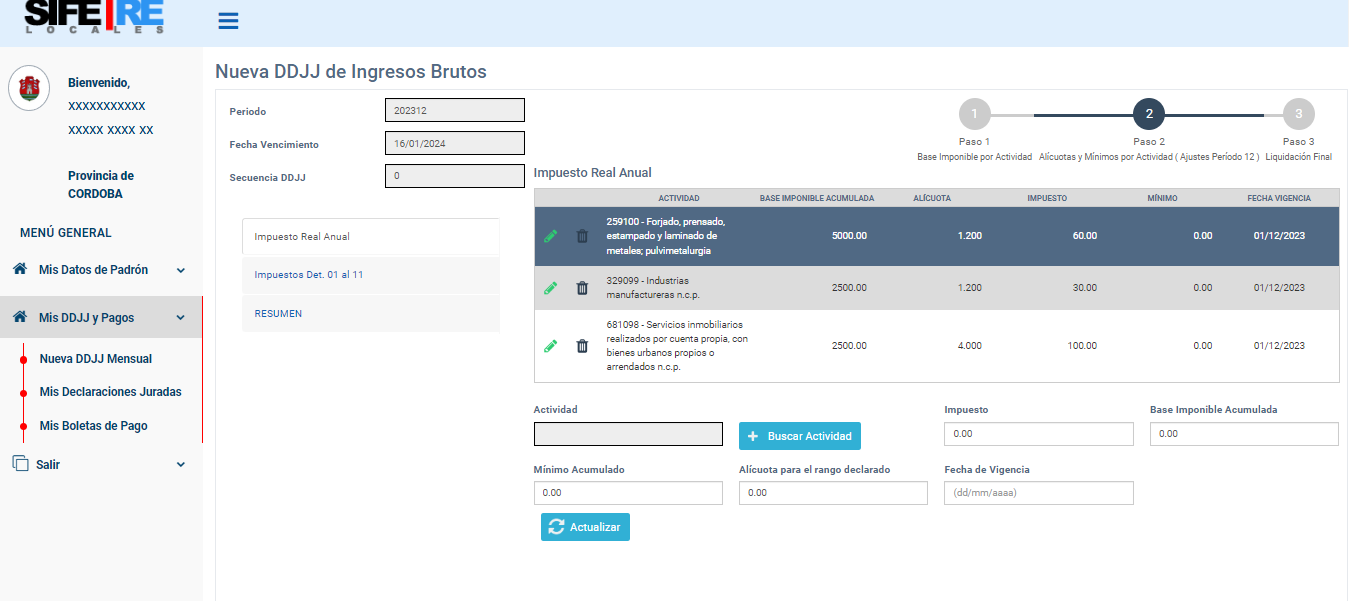 SIFERE
LOCALES
Bienvenido,
XXXXXXXXXXX
XXXXX XXXX XX
Provincia de
CORDOBA
MENÚ GENERAL
Mis Datos de Padrón
Mis DDJJ y Pagos
Nueva DDJJ Mensual
Mis Declaraciones Juradas
Mis Boletas de Pago
Salir
Nueva DDJJ de Ingresos Brutos
Periodo 202312
Fecha Vencimiento 16/01/2024
Secuencia DDJJ 0
1 2 3
Paso 1 Paso 2 Paso 3
Base Imponible por Actividad Alícuotas y Mínimos por Actividad ( Ajustes Período 12 ) Liquidación Final
Impuesto Real Anual
Impuestos Det. 01 al 11
RESUMEN
Impuesto Real Anual
ACTIVIDAD BASE IMPONIBLE ACUMULADA ALÍCUOTA IMPUESTO MÍNIMO FECHA VIGENCIA
259100 - Forjado, prensado,
estampado y laminado de 5000.00 1.200 60.00 0.00 01/12/2023
metales; pulvimetalurgia
329099 - Industrias
manufactureras n.c.p. 2500.00 1.200 30.00 0.00 01/12/2023
681098 - Servicios inmobiliarios
realizados por cuenta propia, con 2500.00 4.000 100.00 0.00 01/12/2023
bienes urbanos propios o
arrendados n.c.p.
Actividad Impuesto Base Imponible Acumulada
Buscar Actividad 0.00 0.00
Mínimo Acumulado Alícuota para el rango declarado Fecha de Vigencia
0.00 0.00 (dd/mm/aaaa)
Actualizar